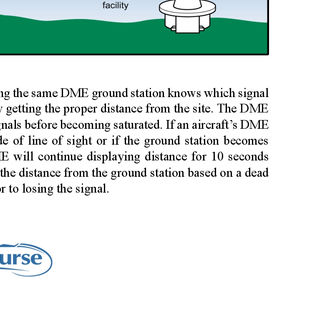 facility
ng the same DME ground station knows which signal
getting the proper distance from the site. The DME
gnals before becoming saturated. If an aircraft’s DME
de of line of sight or if the ground station becomes
ME will continue displaying distance for 10 seconds
the distance from the ground station based on a dead
r to losing the signal.
urse